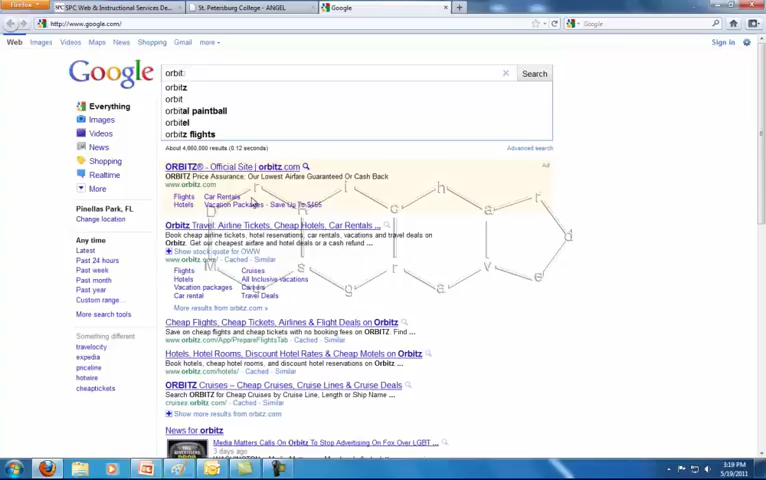 Firefox
SPC Web & Instructional Services De...
St. Petersburg College - ANGEL
Google
http://www.google.com/
Google
Web Images Videos Maps News Shopping Gmail more
Sign in
Google
orbit
Search
orbitz
orbit
orbital paintball
orbitel
orbitz flights
About 4,660,000 results (0.12 seconds)
Advanced search
Everything
Images
Videos
News
Shopping
Realtime
More
Pinellas Park, FL
Change location
Any time
Latest
Past 24 hours
Past week
Past month
Past year
Custom range...
More search tools
Something different
travelocity
expedia
priceline
hotwire
cheaptickets
ORBITZ® - Official Site | orbitz.com
Ad
ORBITZ Price Assurance: Our Lowest Airfare Guaranteed Or Cash Back
www.orbitz.com
Flights Car Rentals
Hotels Vacation Packages - Save Up To $465
Orbitz Travel: Airline Tickets, Cheap Hotels, Car Rentals ...
Book cheap airline tickets, hotel reservations, car rentals, vacations and travel deals on
Orbitz. Get our cheapest airfare and hotel deals or a cash refund ...
Show stock quote for OWW
www.orbitz.com/ - Cached - Similar
Flights Cruises
Hotels All Inclusive vacations
Vacation packages Careers
Car rental Travel Deals
More results from orbitz.com »
Cheap Flights, Cheap Tickets, Airlines & Flight Deals on Orbitz
Save on cheap flights and cheap tickets with no booking fees on ORBITZ. Find ...
www.orbitz.com/App/PrepareFlightsTab - Cached - Similar
Hotels, Hotel Rooms, Discount Hotel Rates & Cheap Motels on Orbitz
Book hotels, cheap hotel rooms, and discount hotel reservations on Orbitz.
www.orbitz.com/hotels/ - Cached - Similar
ORBITZ Cruises – Cheap Cruises, Cruise Lines & Cruise Deals
Search ORBITZ for Cheap Cruises by Cruise Line, Length or Ship Name ...
cruises.orbitz.com/ - Cached - Similar
Show more results from orbitz.com
News for orbitz
Media Matters Calls On Orbitz To Stop Advertising On Fox Over LGBT ...
3 days ago
3:19 PM
5/19/2011